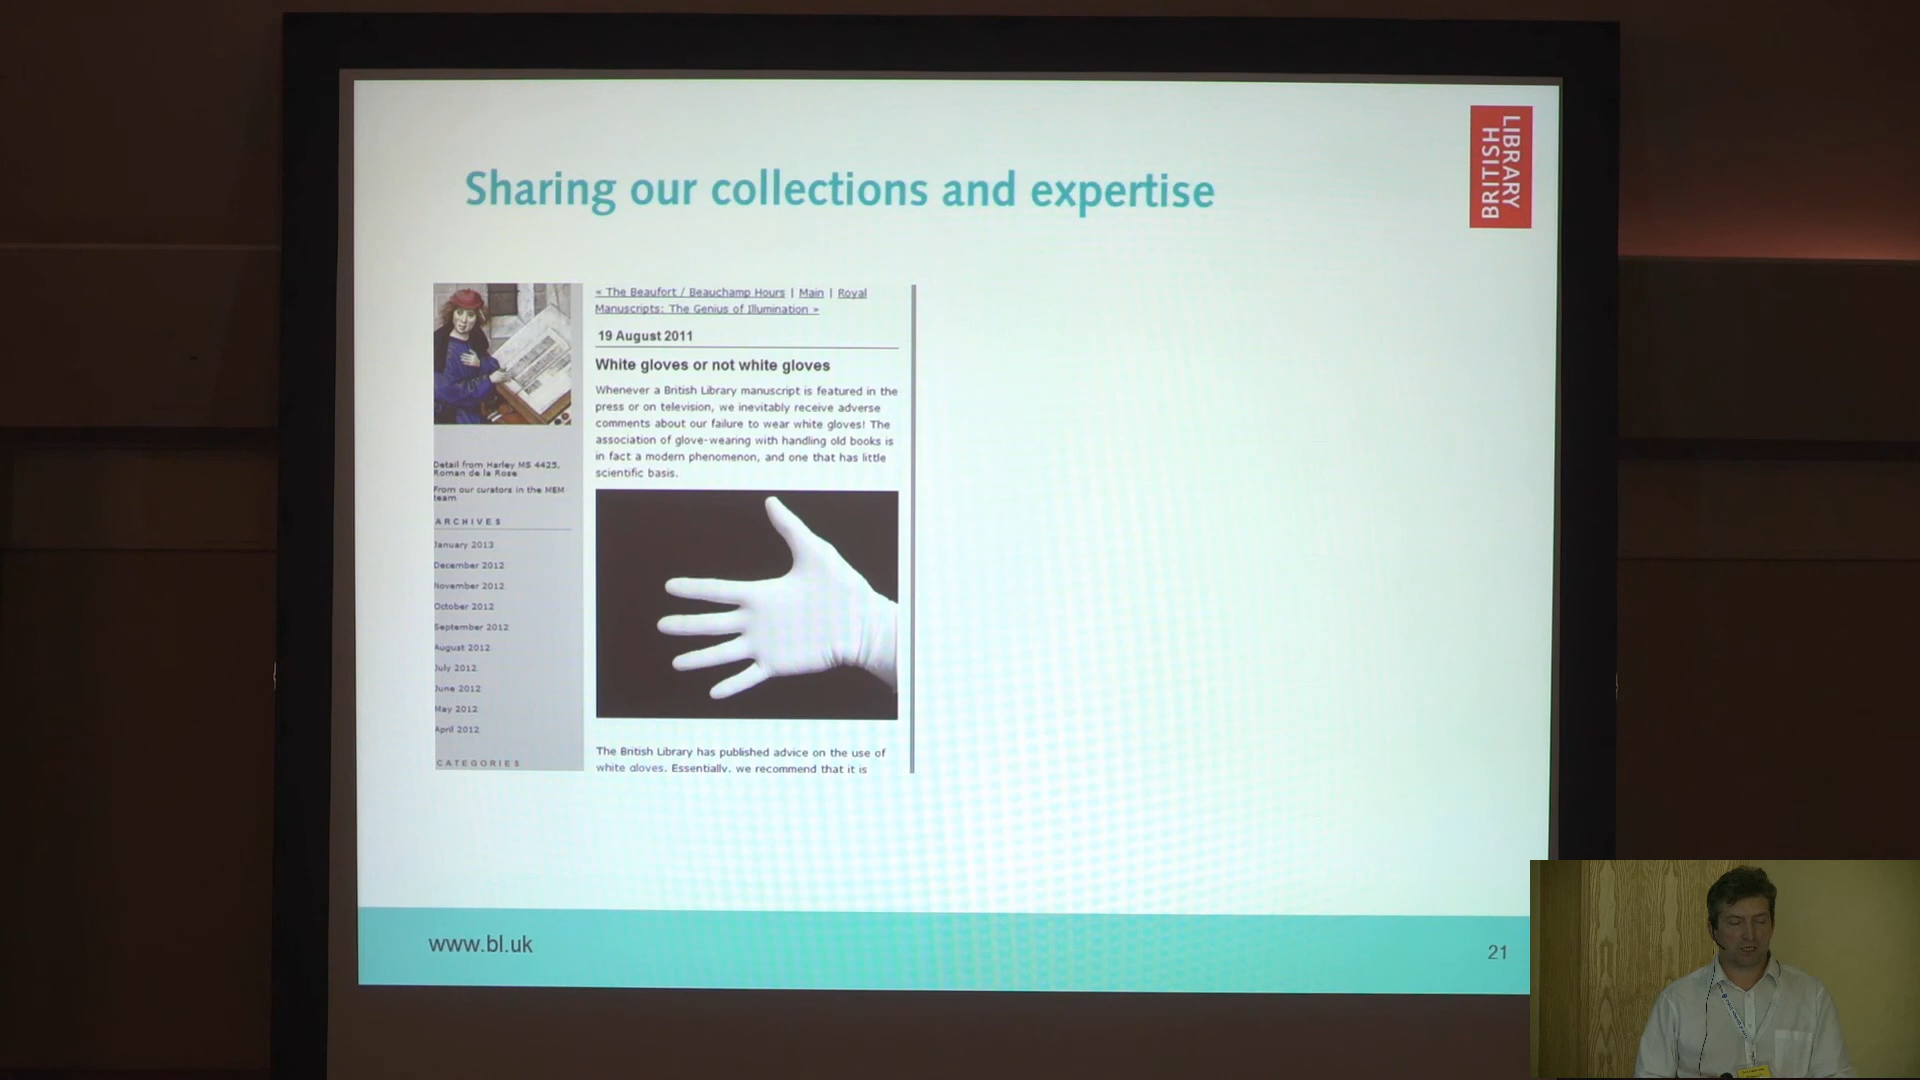 Sharing our collections and expertise
BRITISH
LIBRARY
« The Beaufort / Beauchamp Hours | Main | Royal
Manuscripts: The Genius of Illumination »
19 August 2011
White gloves or not white gloves
Whenever a British Library manuscript is featured in the
press or on television, we inevitably receive adverse
comments about our failure to wear white gloves! The
association of glove-wearing with handling old books is
in fact a modern phenomenon, and one that has little
scientific basis.
The British Library has published advice on the use of
white gloves. Essentially, we recommend that it is
Detail from Harley MS 4425,
Roman de la Rose
From our curators in the MEM
team
ARCHIVES
January 2013
December 2012
November 2012
October 2012
September 2012
August 2012
July 2012
June 2012
May 2012
April 2012
CATEGORIES
www.bl.uk
21